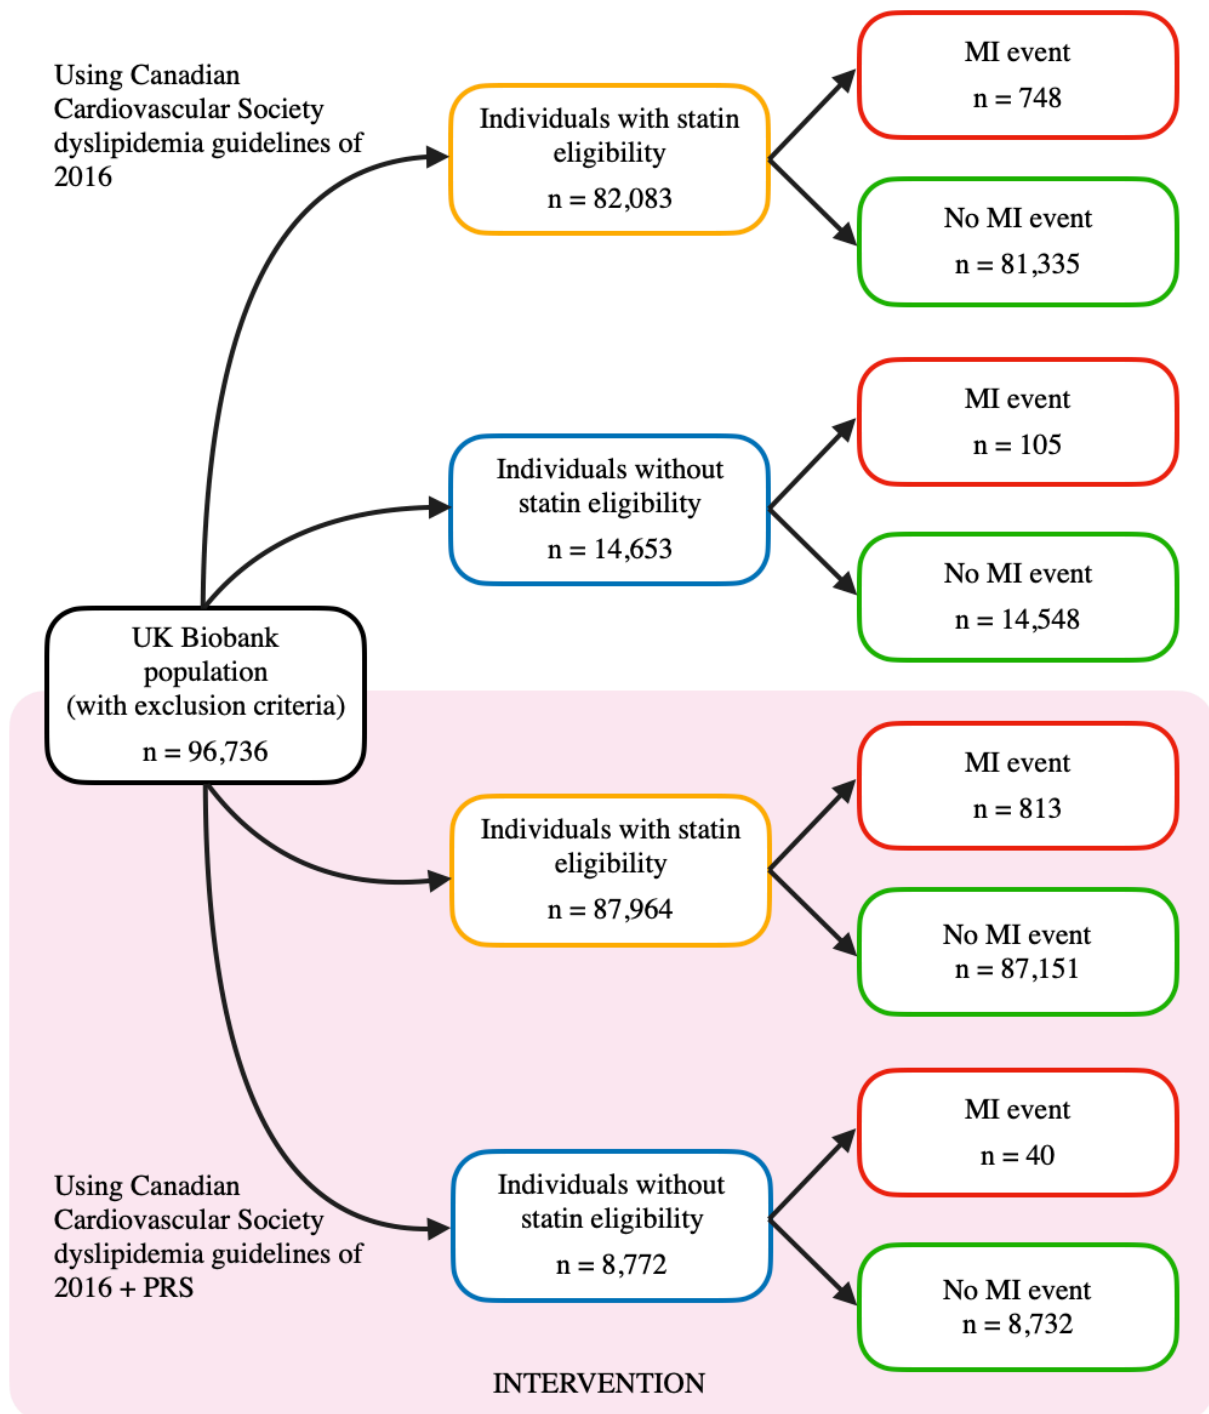 Using Canadian
Cardiovascular Society
dyslipidemia guidelines of
2016
Individuals with statin
eligibility
n = 82,083
MI event
n = 748
No MI event
n = 81,335
Individuals without
statin eligibility
n = 14,653
MI event
n = 105
No MI event
n = 14,548
UK Biobank
population
(with exclusion criteria)
n = 96,736
Individuals with statin
eligibility
n = 87,964
MI event
n = 813
No MI event
n = 87,151
Using Canadian
Cardiovascular Society
dyslipidemia guidelines of
2016 + PRS
Individuals without
statin eligibility
n = 8,772
MI event
n = 40
No MI event
n = 8,732
INTERVENTION